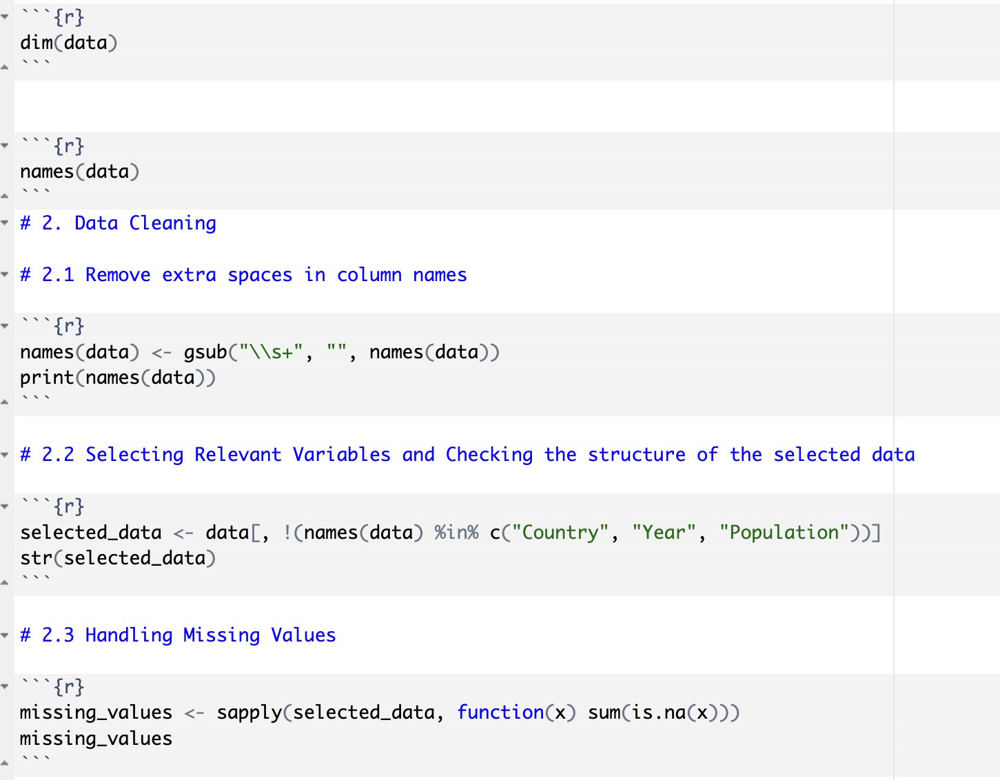 ```{r}
dim(data)
```
```{r}
names(data)
```
# 2. Data Cleaning
# 2.1 Remove extra spaces in column names
```{r}
names(data) <- gsub("\\s+", "", names(data))
print(names(data))
```
# 2.2 Selecting Relevant Variables and Checking the structure of the selected data
```{r}
selected_data <- data[, !(names(data) %in% c("Country", "Year", "Population"))]
str(selected_data)
```
# 2.3 Handling Missing Values
```{r}
missing_values <- sapply(selected_data, function(x) sum(is.na(x)))
missing_values
```